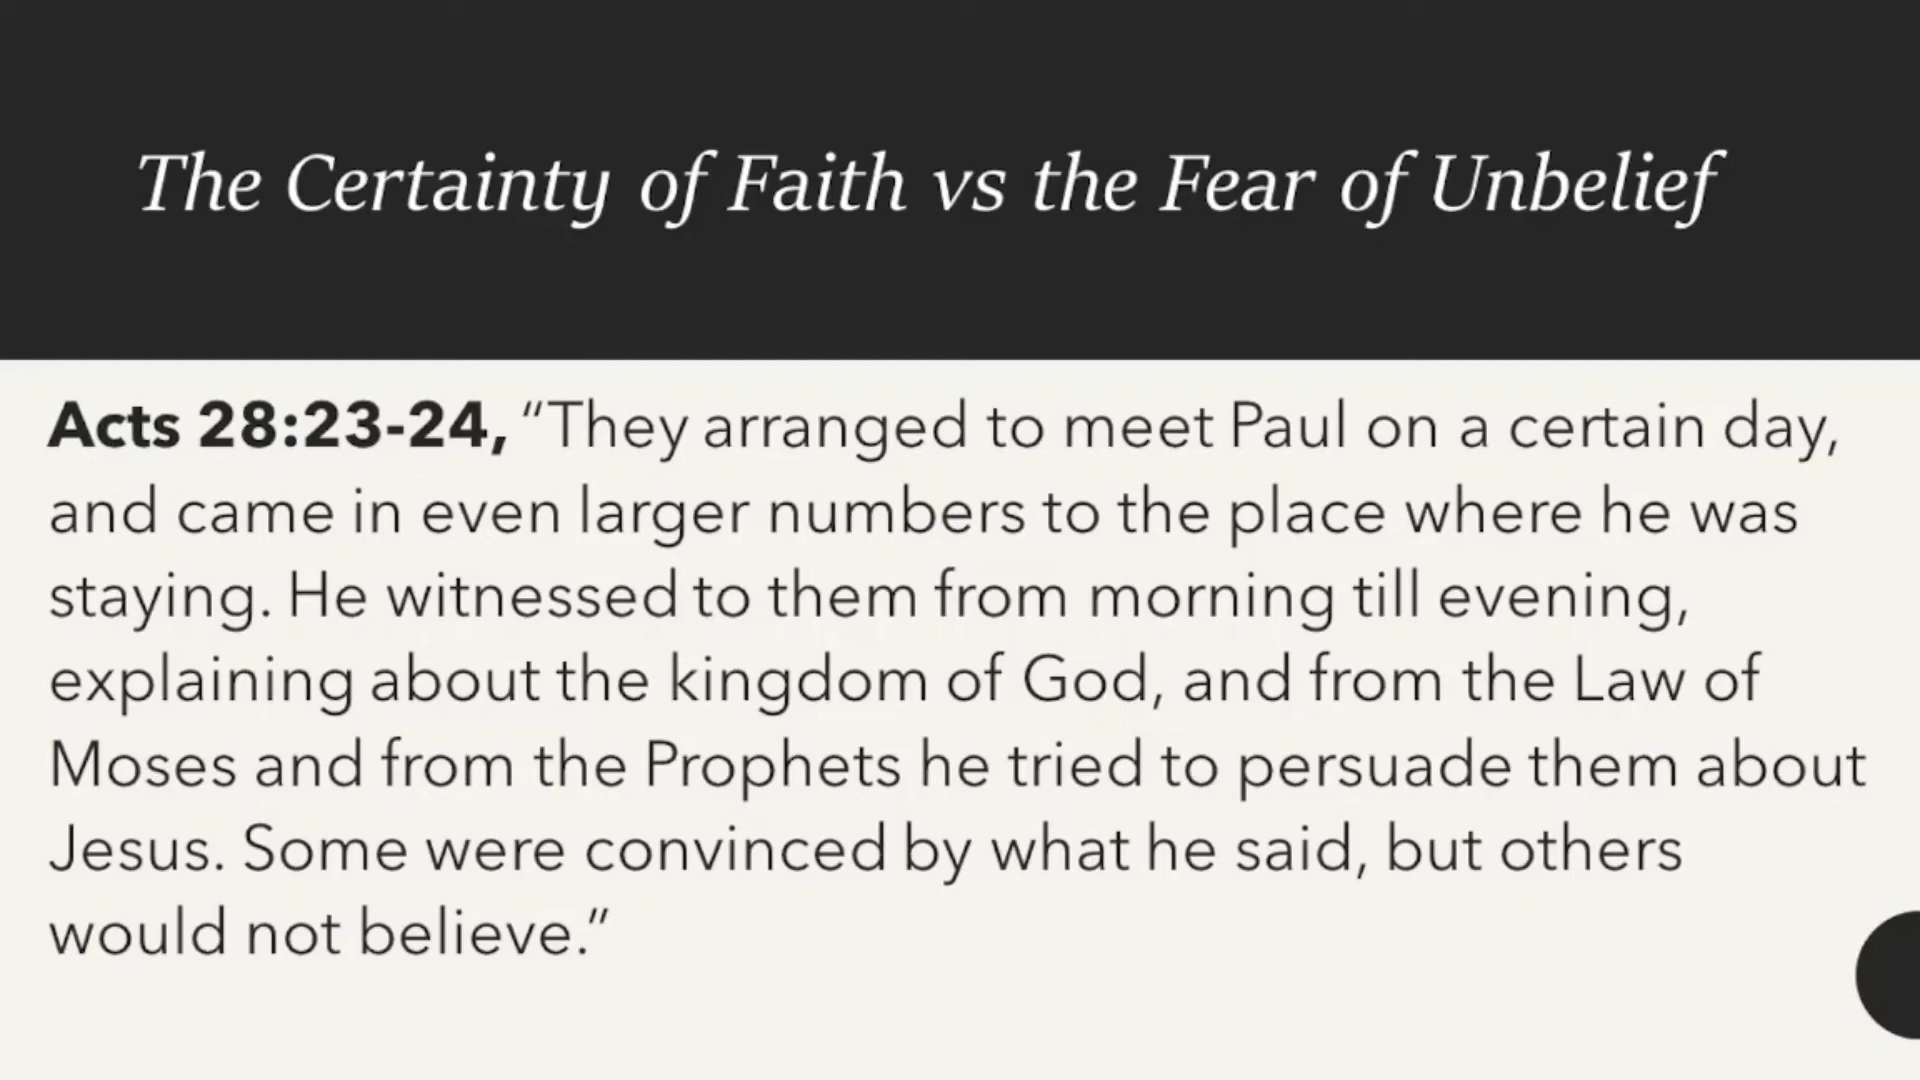 The Certainty of Faith vs the Fear of Unbelief
Acts 28:23-24, “They arranged to meet Paul on a certain day,
and came in even larger numbers to the place where he was
staying. He witnessed to them from morning till evening,
explaining about the kingdom of God, and from the Law of
Moses and from the Prophets he tried to persuade them about
Jesus. Some were convinced by what he said, but others
would not believe.”